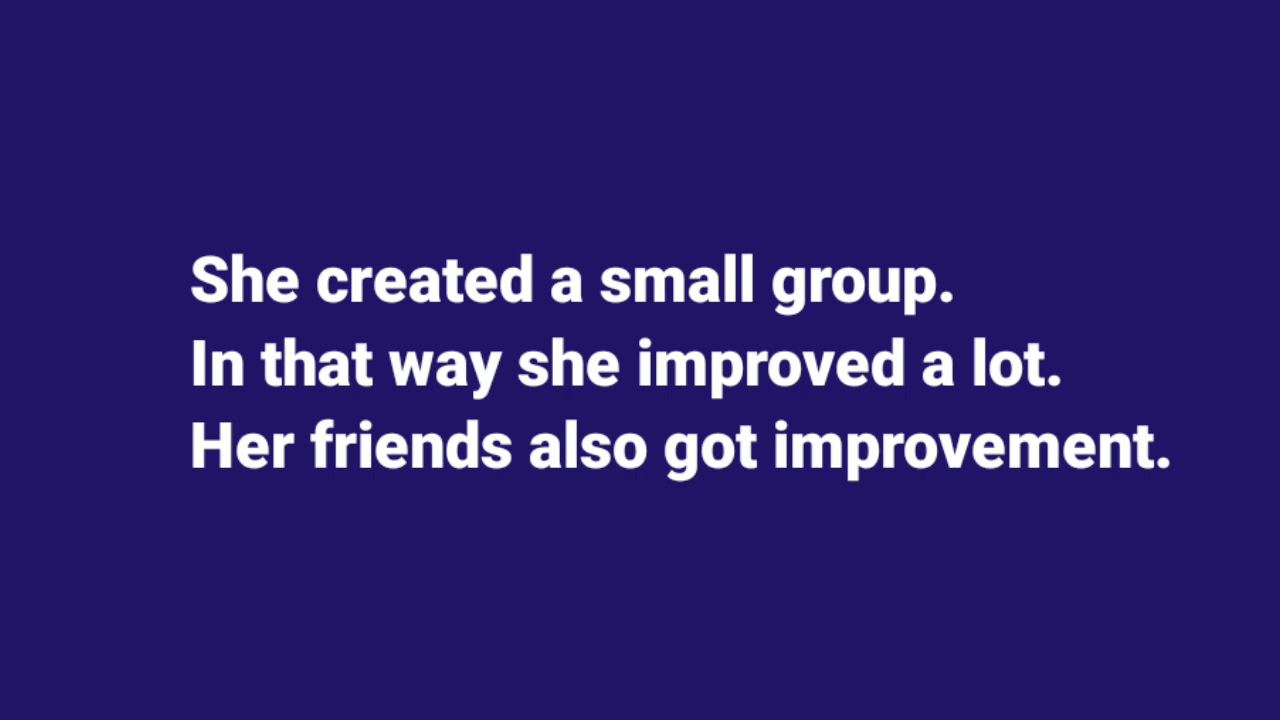 She created a small group.
In that way she improved a lot.
Her friends also got improvement.